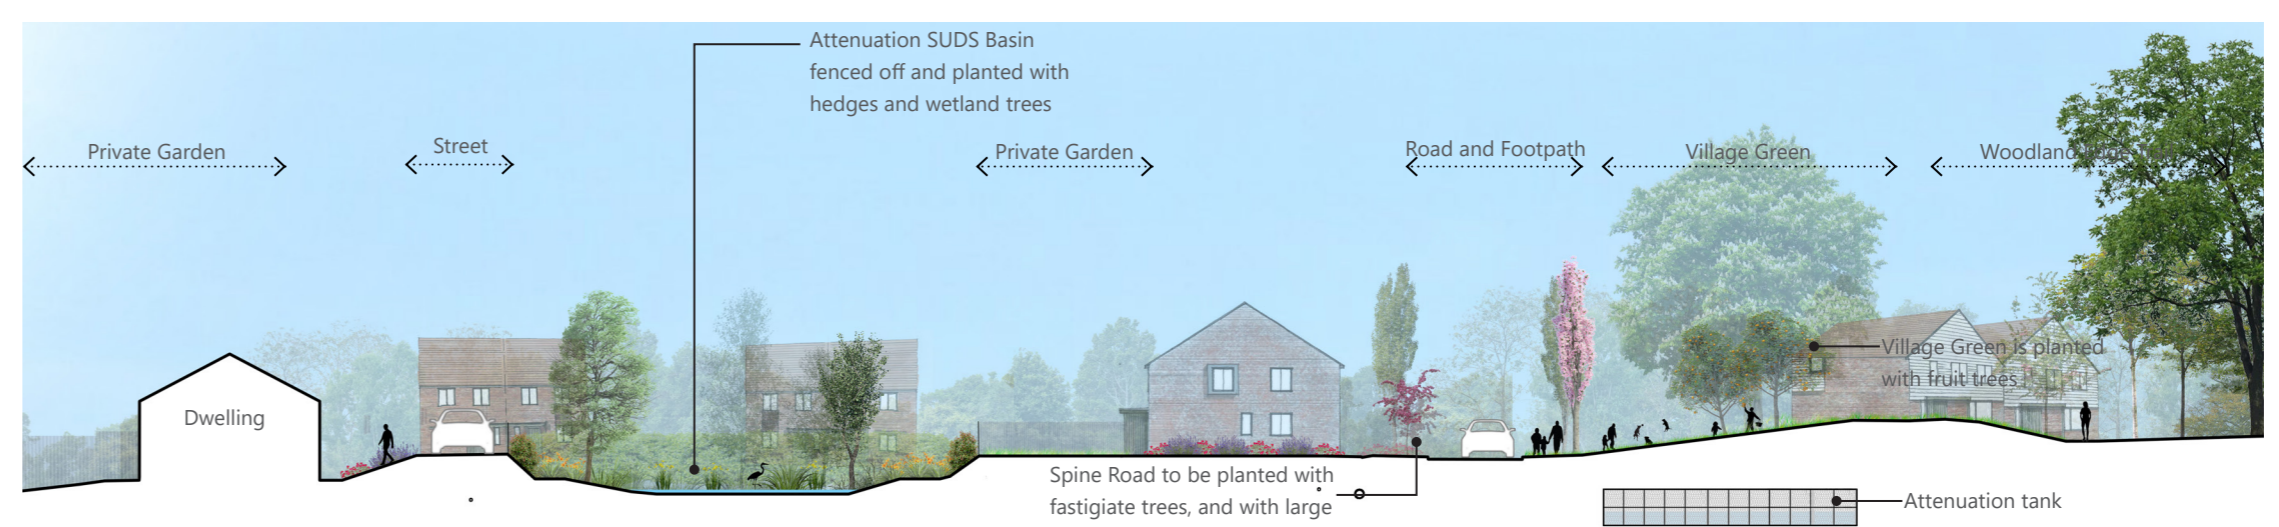 Attenuation SUDS Basin
fenced off and planted with
hedges and wetland trees
Private Garden
Street
Private Garden
Road and Footpath
Village Green
Woodland
Village Green is planted
with fruit trees
Dwelling
Spine Road to be planted with
fastigiate trees, and with large
Attenuation tank